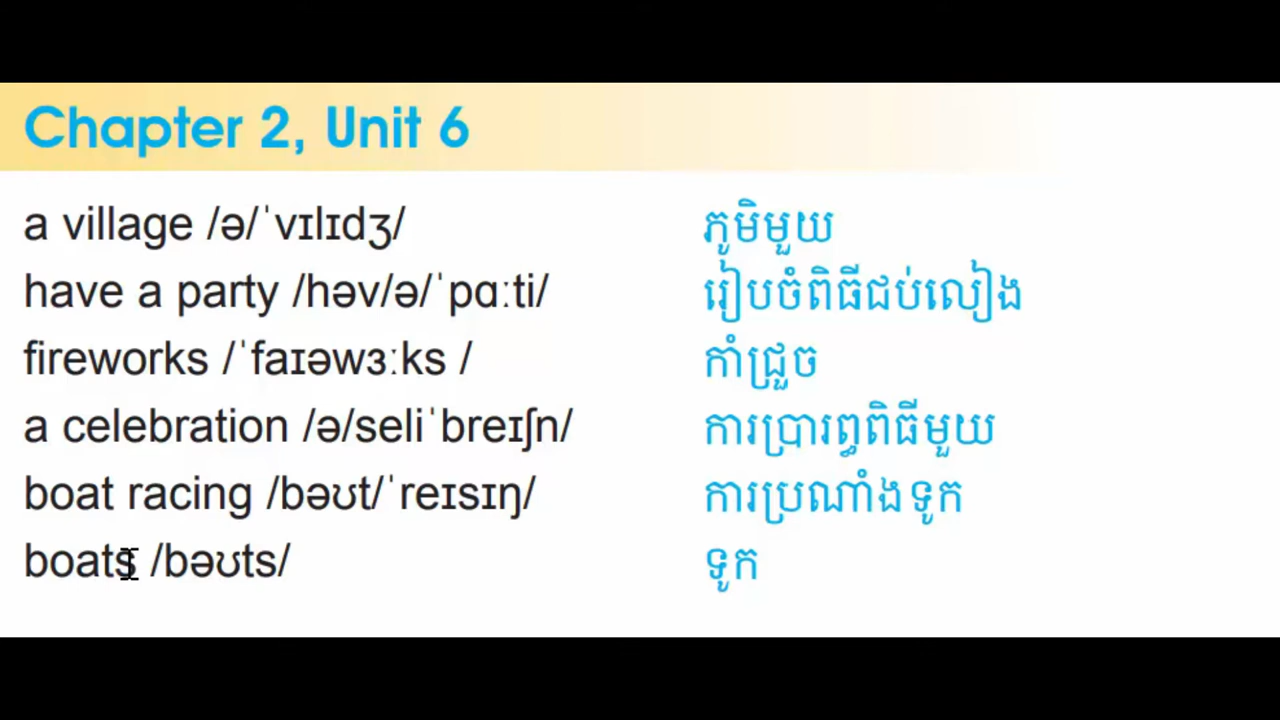 Chapter 2, Unit 6
a village /ə/ˈvɪlɪdʒ/ ភូមិមួយ
have a party /həv/ə/ˈpɑːti/ រៀបចំពិធីជប់លៀង
fireworks /ˈfaɪəwɜːks / កាំជ្រួច
a celebration /ə/seliˈbreɪʃn/ ការប្រារព្ធពិធីមួយ
boat racing /bəʊt/ˈreɪsɪŋ/ ការប្រណាំងទូក
boats /bəʊts/ ទូក